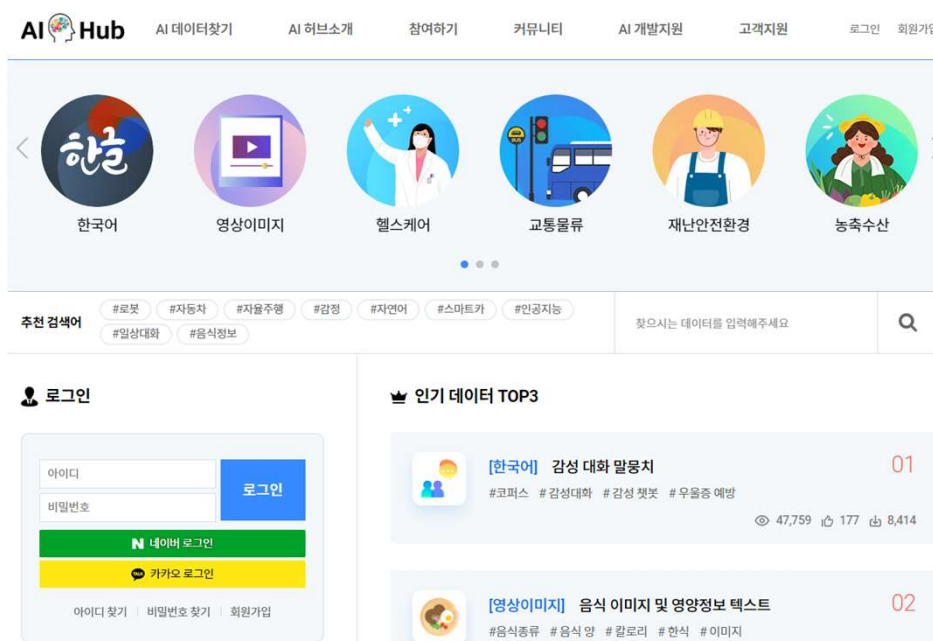 AI Hub
AI 데이터찾기 AI 허브소개 참여하기 커뮤니티 AI 개발지원 고객지원 로그인 회원가입
한글
한국어 영상이미지 헬스케어 교통물류 재난안전환경 농축수산
추천 검색어
#로봇 #자동차 #자율주행 #감정 #자연어 #스마트카 #인공지능
#일상대화 #음식정보
찾으시는 데이터를 입력해주세요
로그인
아이디
비밀번호
로그인
N 네이버 로그인
TALK 카카오 로그인
아이디 찾기 비밀번호 찾기 회원가입
인기 데이터 TOP3
[한국어] 감성 대화 말뭉치 01
#코퍼스 #감성대화 #감성 챗봇 #우울증 예방
47,759 177 8,414
[영상이미지] 음식 이미지 및 영양정보 텍스트 02
#음식종류 #음식 양 #칼로리 #한식 #이미지